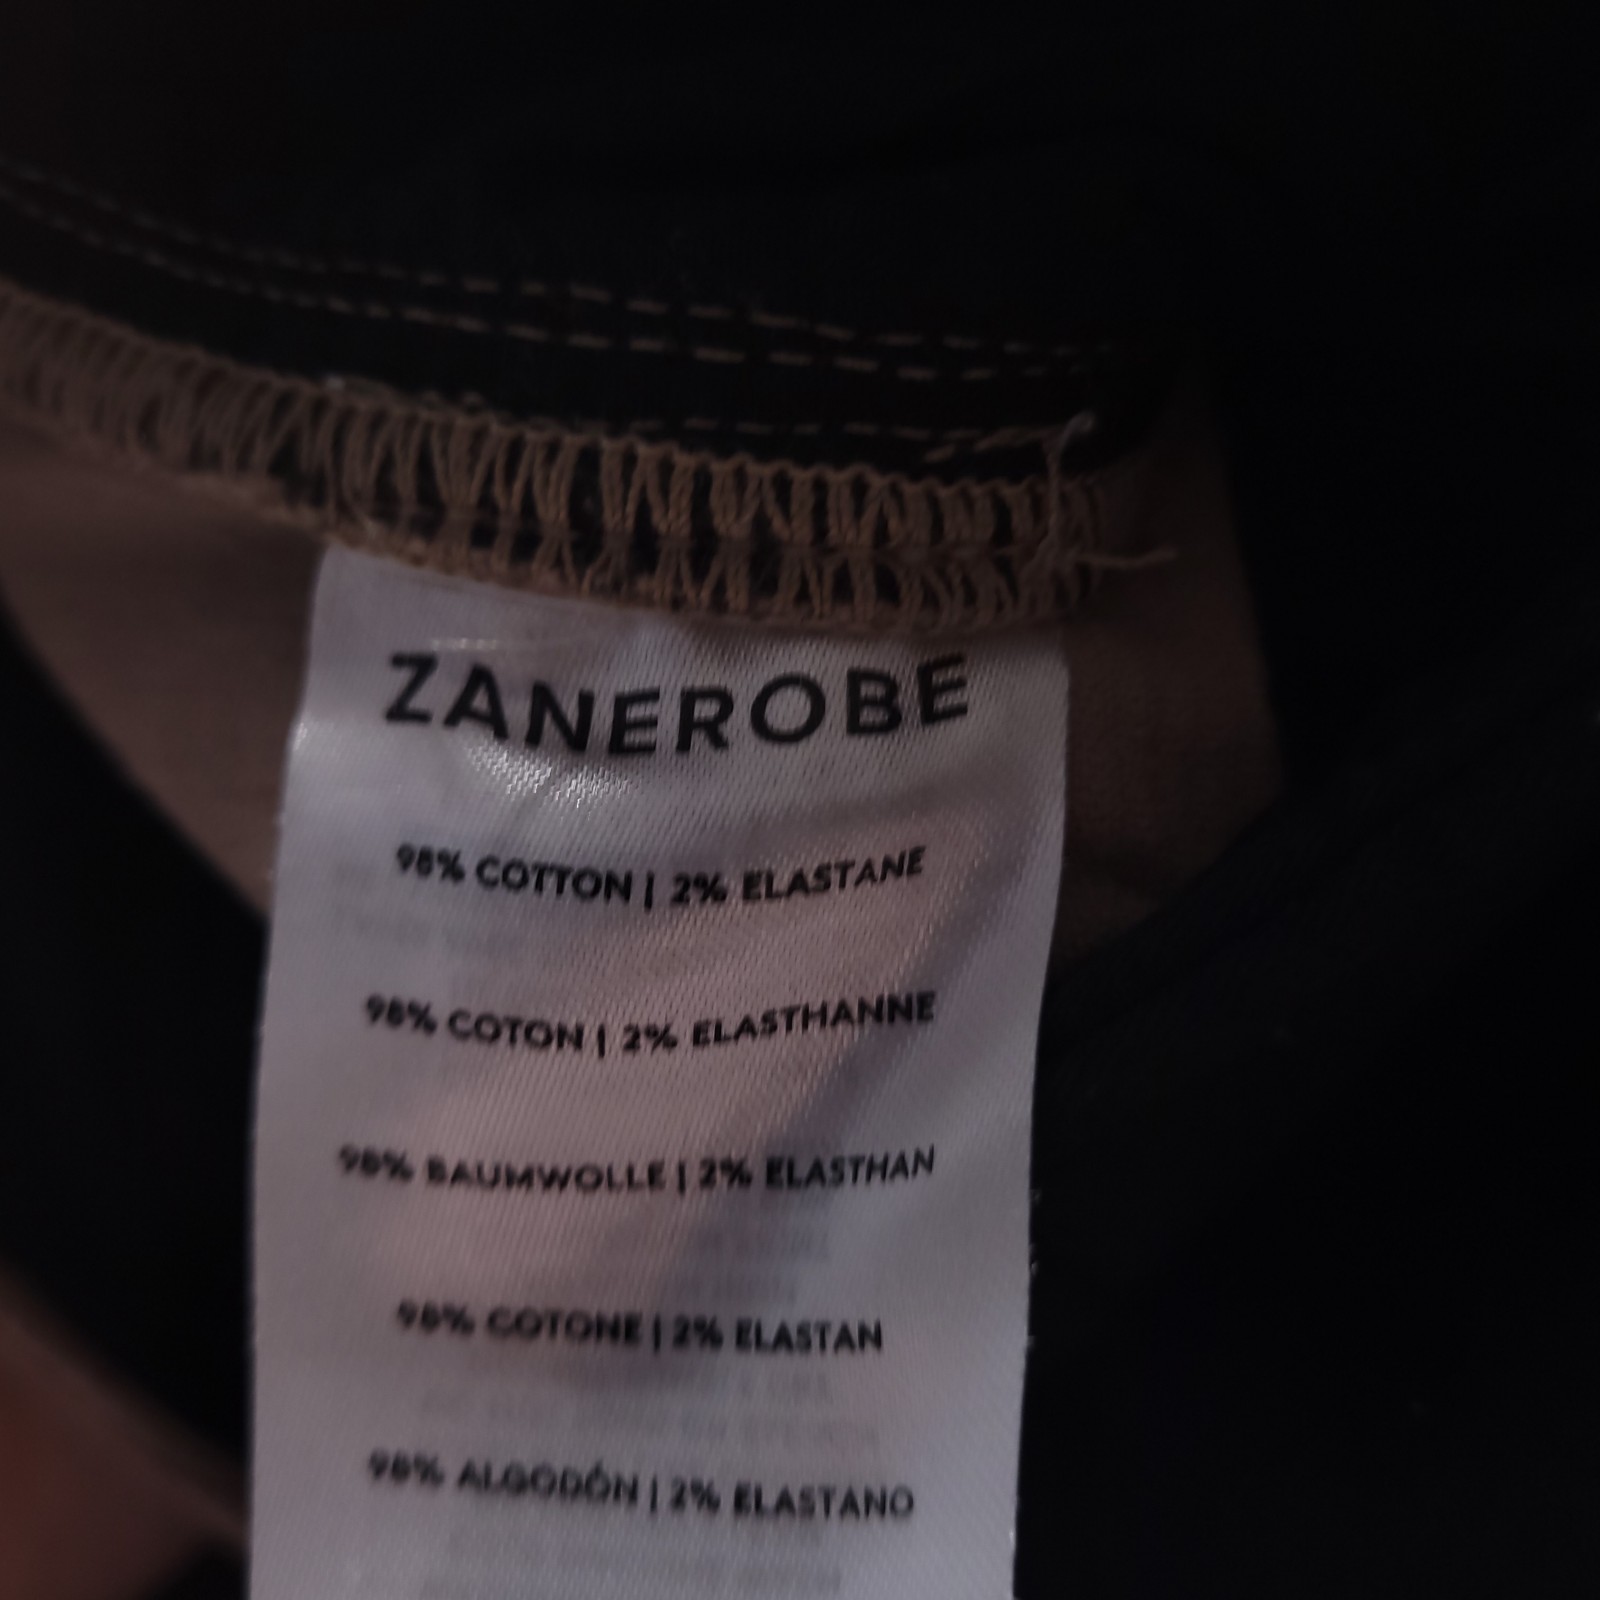 ZANEROBE
98% COTTON | 2% ELASTANE
98% COTON | 2% ELASTHANNE
98% BAUMWOLLE | 2% ELASTHAN
98% COTONE | 2% ELASTAN
98% ALGODÓN | 2% ELASTANO